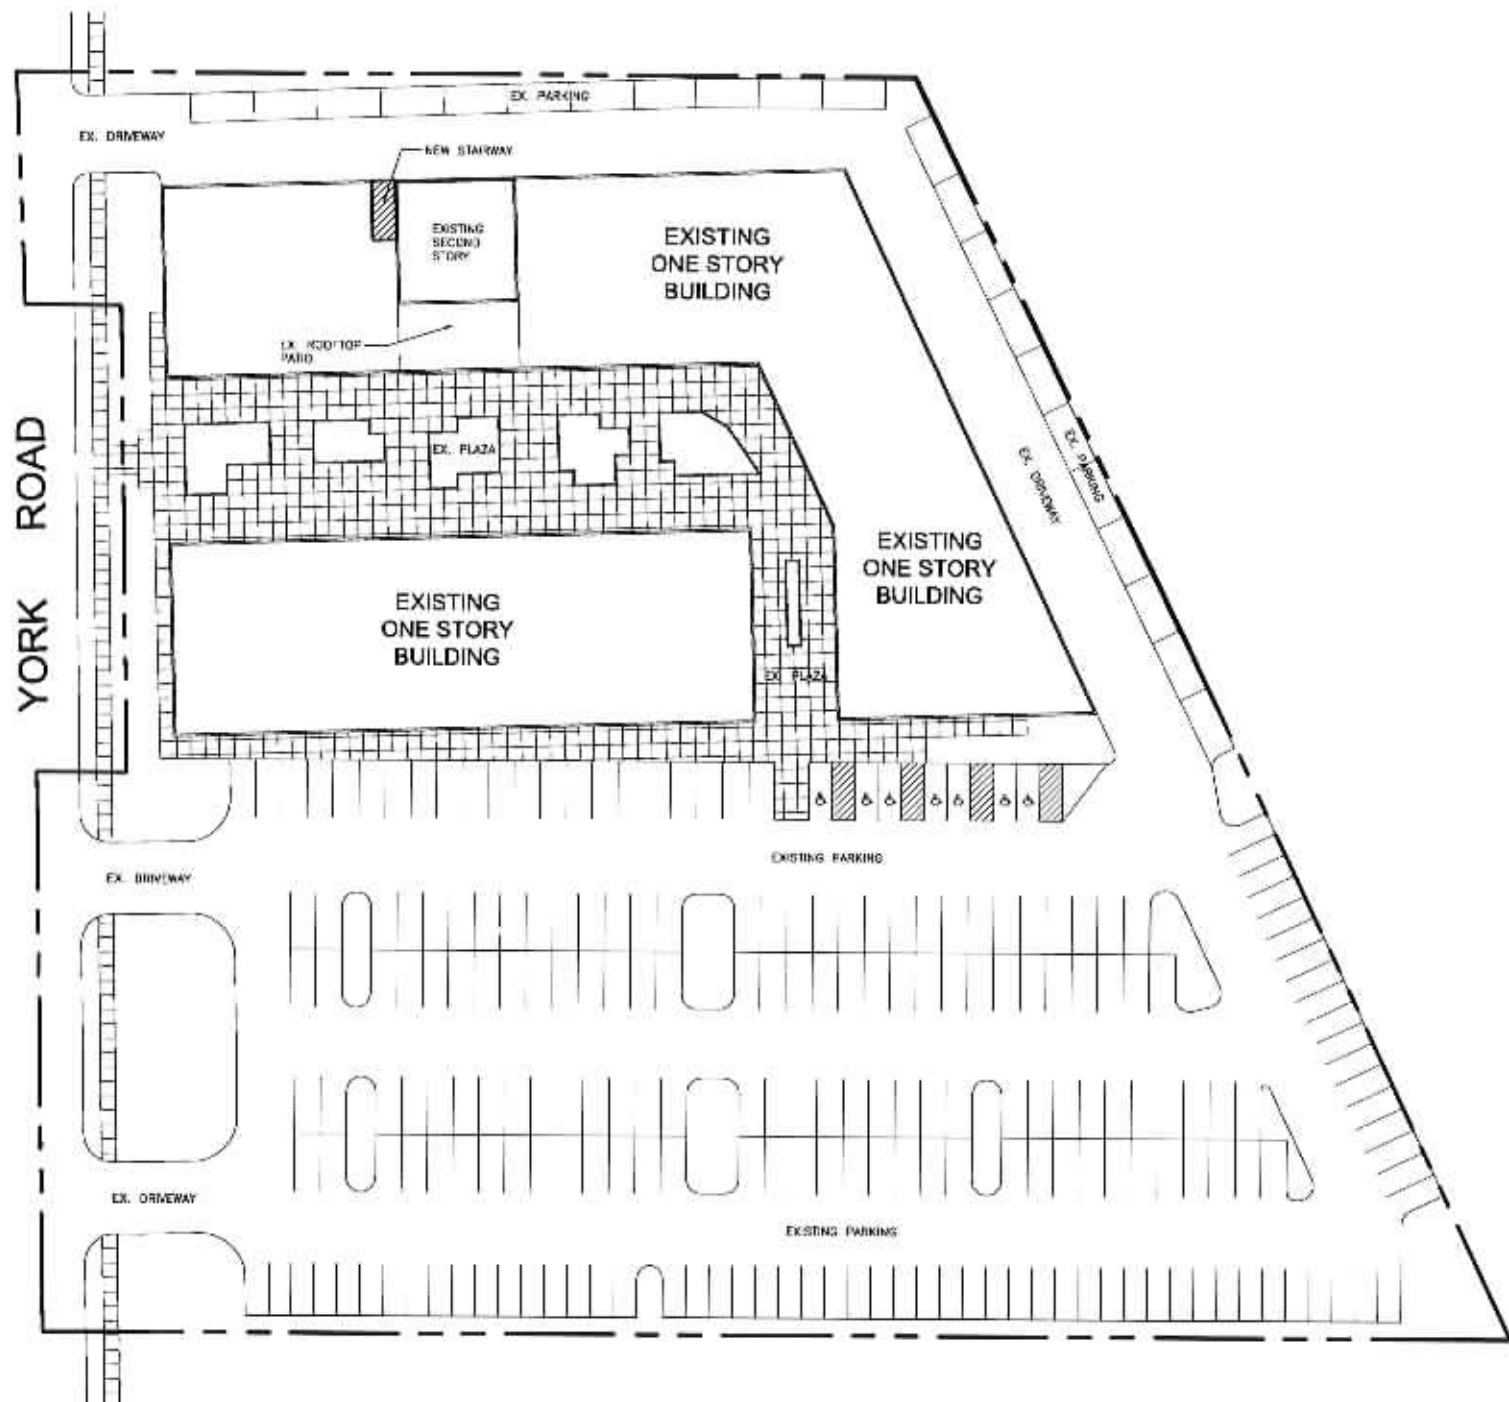 EX. PARKING
EX. DRIVEWAY
NEW STAIRWAY
EXISTING
SECOND
STORY
EXISTING
ONE STORY
BUILDING
EX. ROOFTOP
PATIO
YORK ROAD
EX. PLAZA
EX. PARKING
EX. DRIVEWAY
EXISTING
ONE STORY
BUILDING
EXISTING
ONE STORY
BUILDING
EX. PLAZA
EXISTING PARKING
EX. DRIVEWAY
EX. DRIVEWAY
EXISTING PARKING